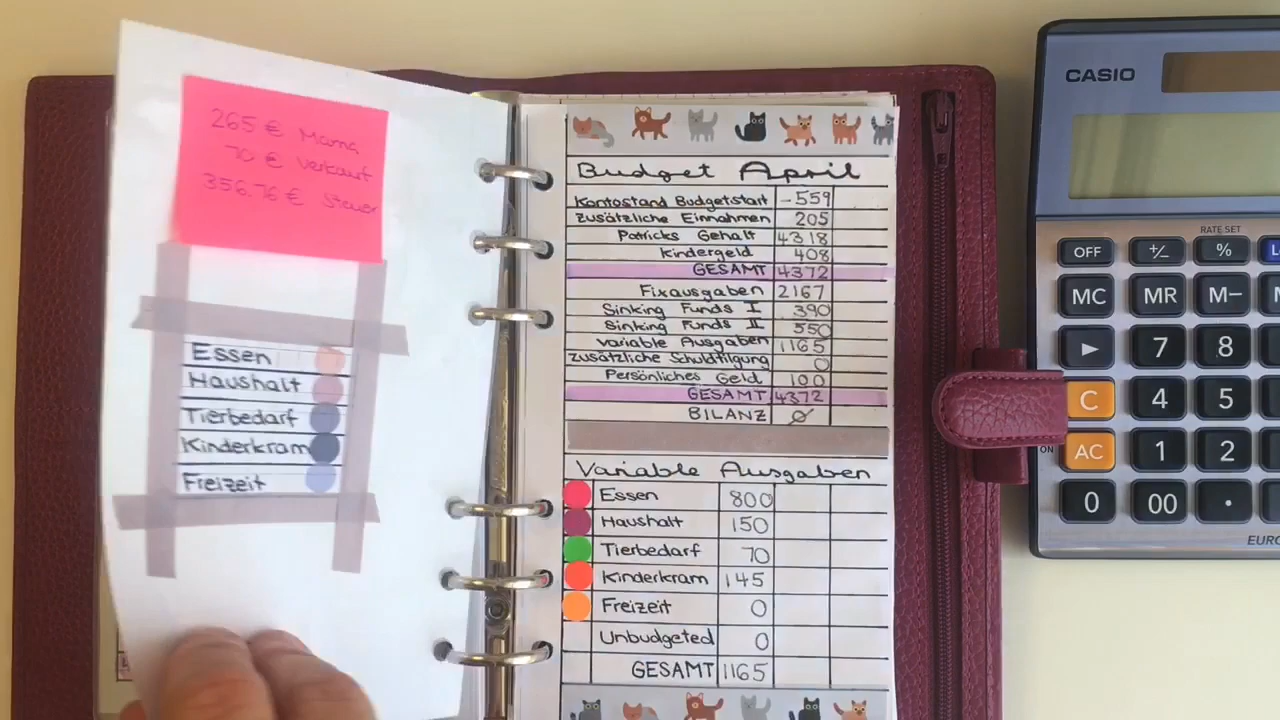 265 € Mama
70 € Verkauf
356.76 € Steuer
Essen
Haushalt
Tierbedarf
Kinderkram
Freizeit
Budget April
Kontostand Budgetstart -559
zusätzliche Einnahmen 205
Patricks Gehalt 4318
Kindergeld 408
GESAMT 4372
Fixausgaben 2167
Sinking Funds I 390
Sinking Funds II 550
variable Ausgaben 1165
zusätzliche Schuldtilgung 0
Persönliches Geld 100
GESAMT 4372
BILANZ Ø
Variable Ausgaben
Essen 800
Haushalt 150
Tierbedarf 70
Kinderkram 145
Freizeit 0
Unbudgeted 0
GESAMT 1165
CASIO
RATE SET
OFF +/- %
MC MR M-
▶ 7 8
C 4 5
ON AC 1 2
0 00 ·
EURO